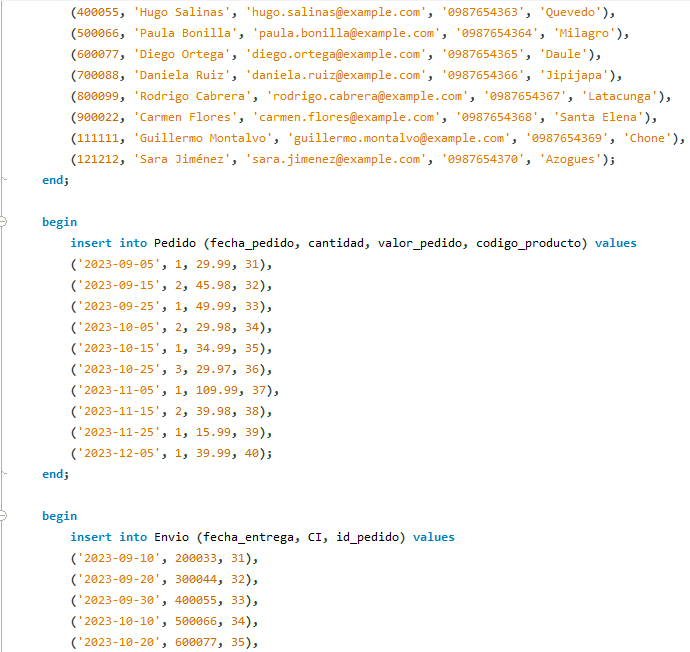 (400055, 'Hugo Salinas', 'hugo.salinas@example.com', '0987654363', 'Quevedo'),
(500066, 'Paula Bonilla', 'paula.bonilla@example.com', '0987654364', 'Milagro'),
(600077, 'Diego Ortega', 'diego.ortega@example.com', '0987654365', 'Daule'),
(700088, 'Daniela Ruiz', 'daniela.ruiz@example.com', '0987654366', 'Jipijapa'),
(800099, 'Rodrigo Cabrera', 'rodrigo.cabrera@example.com', '0987654367', 'Latacunga'),
(900022, 'Carmen Flores', 'carmen.flores@example.com', '0987654368', 'Santa Elena'),
(111111, 'Guillermo Montalvo', 'guillermo.montalvo@example.com', '0987654369', 'Chone'),
(121212, 'Sara Jiménez', 'sara.jimenez@example.com', '0987654370', 'Azogues');
end;
begin
insert into Pedido (fecha_pedido, cantidad, valor_pedido, codigo_producto) values
('2023-09-05', 1, 29.99, 31),
('2023-09-15', 2, 45.98, 32),
('2023-09-25', 1, 49.99, 33),
('2023-10-05', 2, 29.98, 34),
('2023-10-15', 1, 34.99, 35),
('2023-10-25', 3, 29.97, 36),
('2023-11-05', 1, 109.99, 37),
('2023-11-15', 2, 39.98, 38),
('2023-11-25', 1, 15.99, 39),
('2023-12-05', 1, 39.99, 40);
end;
begin
insert into Envio (fecha_entrega, CI, id_pedido) values
('2023-09-10', 200033, 31),
('2023-09-20', 300044, 32),
('2023-09-30', 400055, 33),
('2023-10-10', 500066, 34),
('2023-10-20', 600077, 35),